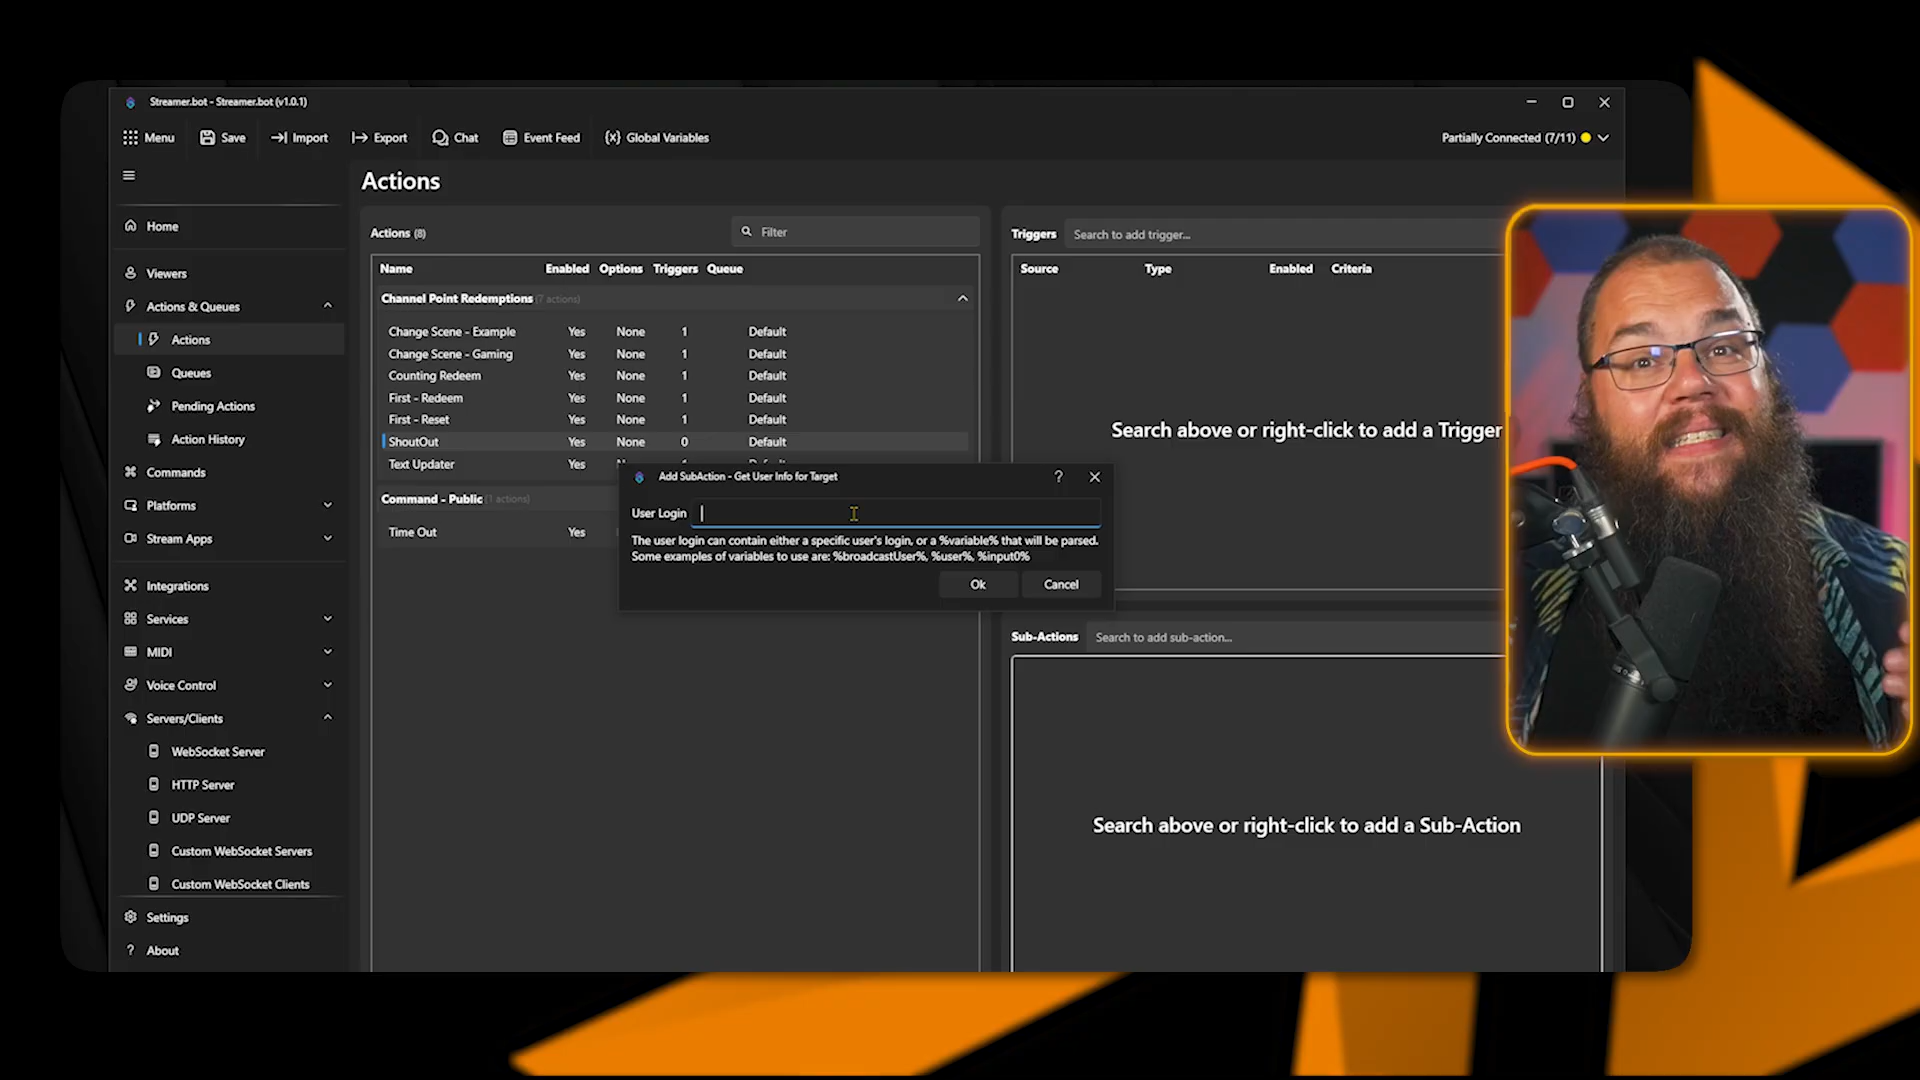 Streamer.bot - Streamer.bot (v1.0.1)
Menu
Save
Import
Export
Chat
Event Feed
Global Variables
Partially Connected (7/11)
Home
Viewers
Actions & Queues
Actions
Queues
Pending Actions
Action History
Commands
Platforms
Stream Apps
Integrations
Services
MIDI
Voice Control
Servers/Clients
WebSocket Server
HTTP Server
UDP Server
Custom WebSocket Servers
Custom WebSocket Clients
Settings
About
Actions
Actions (8)
Filter
Name Enabled Options Triggers Queue
Channel Point Redemptions (7 actions)
Change Scene - Example Yes None 1 Default
Change Scene - Gaming Yes None 1 Default
Counting Redeem Yes None 1 Default
First - Redeem Yes None 1 Default
First - Reset Yes None 1 Default
ShoutOut Yes None 0 Default
Text Updater Yes
Command - Public (1 actions)
Time Out Yes
Add SubAction - Get User Info for Target
User Login
The user login can contain either a specific user's login, or a %variable% that will be parsed.
Some examples of variables to use are: %broadcastUser%, %user%, %input0%
Ok
Cancel
Triggers
Search to add trigger...
Source Type Enabled Criteria
Search above or right-click to add a Trigger
Sub-Actions
Search to add sub-action...
Search above or right-click to add a Sub-Action